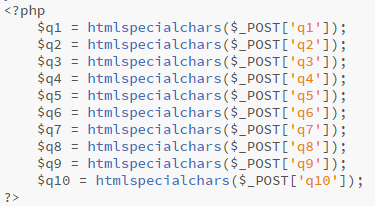 <?php
    $q1 = htmlspecialchars($_POST['q1']);
    $q2 = htmlspecialchars($_POST['q2']);
    $q3 = htmlspecialchars($_POST['q3']);
    $q4 = htmlspecialchars($_POST['q4']);
    $q5 = htmlspecialchars($_POST['q5']);
    $q6 = htmlspecialchars($_POST['q6']);
    $q7 = htmlspecialchars($_POST['q7']);
    $q8 = htmlspecialchars($_POST['q8']);
    $q9 = htmlspecialchars($_POST['q9']);
    $q10 = htmlspecialchars($_POST['q10']);
?>